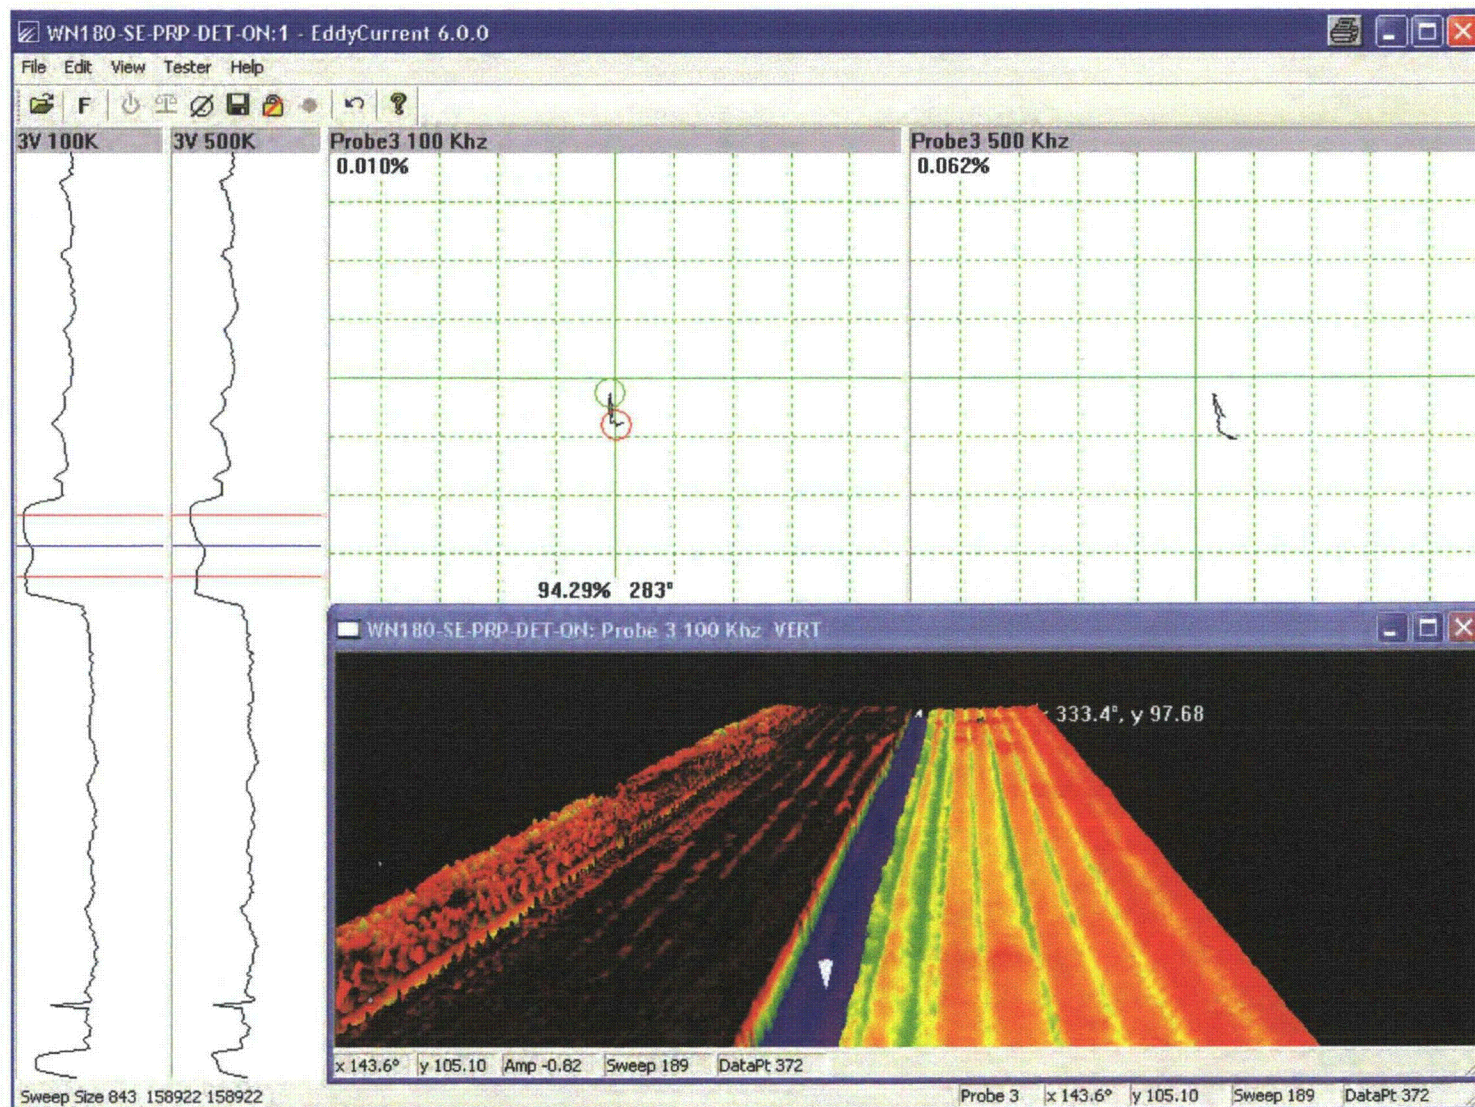 WN180-SE-PRP-DET-ON:1 - EddyCurrent 6.0.0
File Edit View Tester Help
F
3V 100K
3V 500K
Probe3 100 Khz
Probe3 500 Khz
0.010%
0.062%
94.29% 283°
WN180-SE-PRP-DET-ON: Probe 3 100 Khz VERT
333.4°, y 97.68
x 143.6° y 105.10 Amp -0.82 Sweep 189 DataPt 372
Sweep Size 843 158922 158922
Probe 3 x 143.6° y 105.10 Sweep 189 DataPt 372